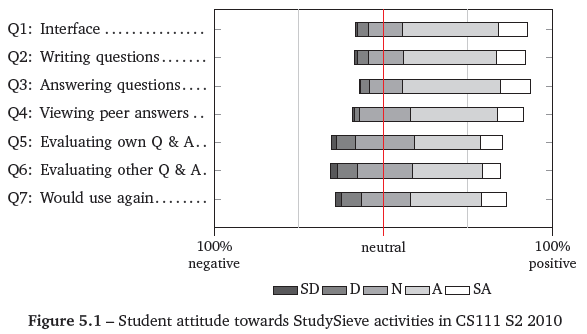 Q1: Interface ...............
Q2: Writing questions.......
Q3: Answering questions....
Q4: Viewing peer answers ..
Q5: Evaluating own Q & A..
Q6: Evaluating other Q & A.
Q7: Would use again........
100% negative
neutral
100% positive
SD D N A SA
Figure 5.1 – Student attitude towards StudySieve activities in CS111 S2 2010